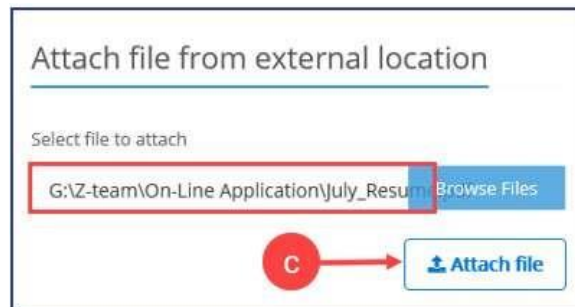 Attach file from external location
Select file to attach
G:\Z-team\On-Line Application\July_Resum Browse Files
C Attach file